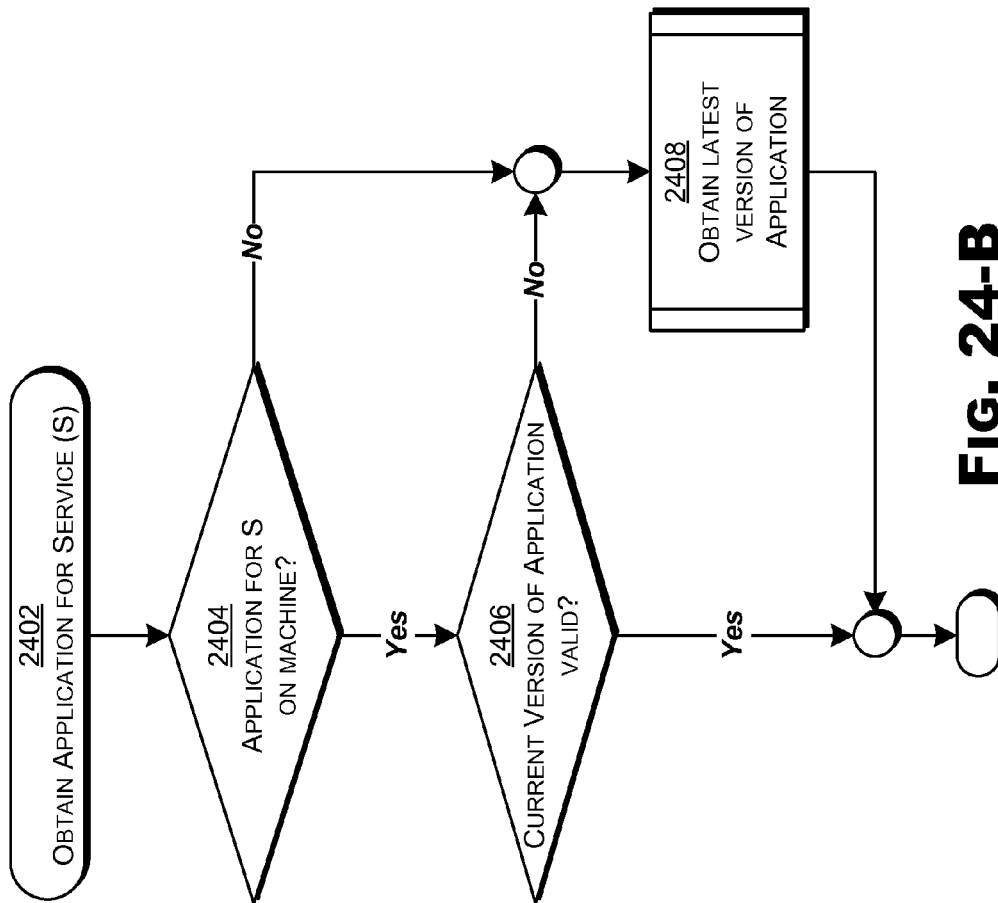 2402
OBTAIN APPLICATION FOR SERVICE (S)
2404
APPLICATION FOR S
ON MACHINE?
No
Yes
2406
CURRENT VERSION OF APPLICATION
VALID?
No
Yes
2408
OBTAIN LATEST
VERSION OF
APPLICATION
FIG. 24-B